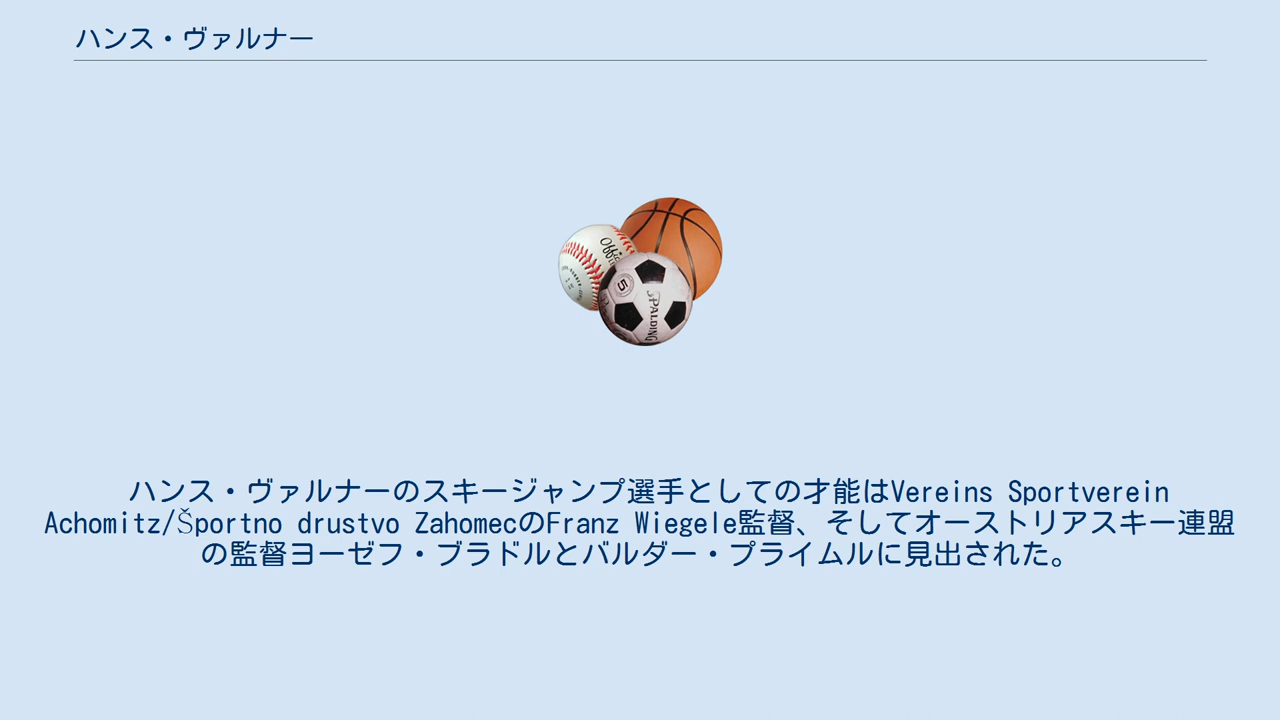 ハンス・ヴァルナー
Offic
5
SPALDING
ハンス・ヴァルナーのスキージャンプ選手としての才能はVereins Sportverein
Achomitz/Športno drustvo ZahomecのFranz Wiegele監督、そしてオーストリアスキー連盟
の監督ヨーゼフ・ブラドルとバルダー・プライムルに見出された。